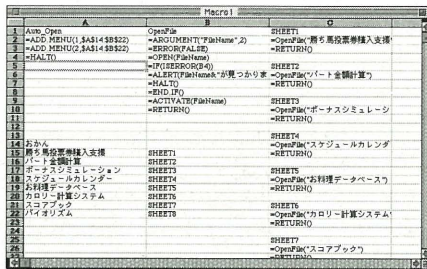 Macro1
A B C
1 Auto_Open OpenFile SHEET1
2 =ADD.MENU(1,$A$14:$B$22) =ARGUMENT("FileName",2) =OpenFile("勝ち馬投票券購入支援"
3 =ADD.MENU(2,$A$14:$B$22) =ERROR(FALSE) =RETURN()
4 =HALT() =OPEN(FileName)
5 =IF(ISERROR(B4)) SHEET2
6 =ALERT(FileName&"が見つかりま =OpenFile("パート金額計算")
7 =HALT() =RETURN()
8 =END.IF()
9 =ACTIVATE(FileName) SHEET3
10 =RETURN() =OpenFile("ボーナスシミュレーシ
11 =RETURN()
12
13 SHEET4
14 おかん =OpenFile("スケジュールカレンダ
15 勝ち馬投票券購入支援 SHEET1 =RETURN()
16 パート金額計算 SHEET2
17 ボーナスシミュレーション SHEET3 SHEET5
18 スケジュールカレンダー SHEET4 =OpenFile("お料理データベース")
19 お料理データベース SHEET5 =RETURN()
20 カロリー計算システム SHEET6
21 スコアブック SHEET7 SHEET6
22 バイオリズム SHEET8 =OpenFile("カロリー計算システム"
23 =RETURN()
24
25 SHEET7
26 =OpenFile("スコアブック")
=RETURN()